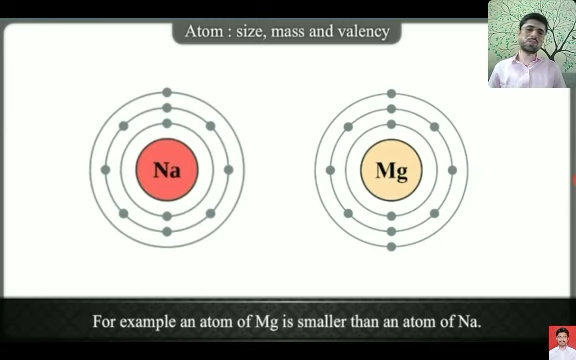 Atom : size, mass and valency
Na
Mg
For example an atom of Mg is smaller than an atom of Na.